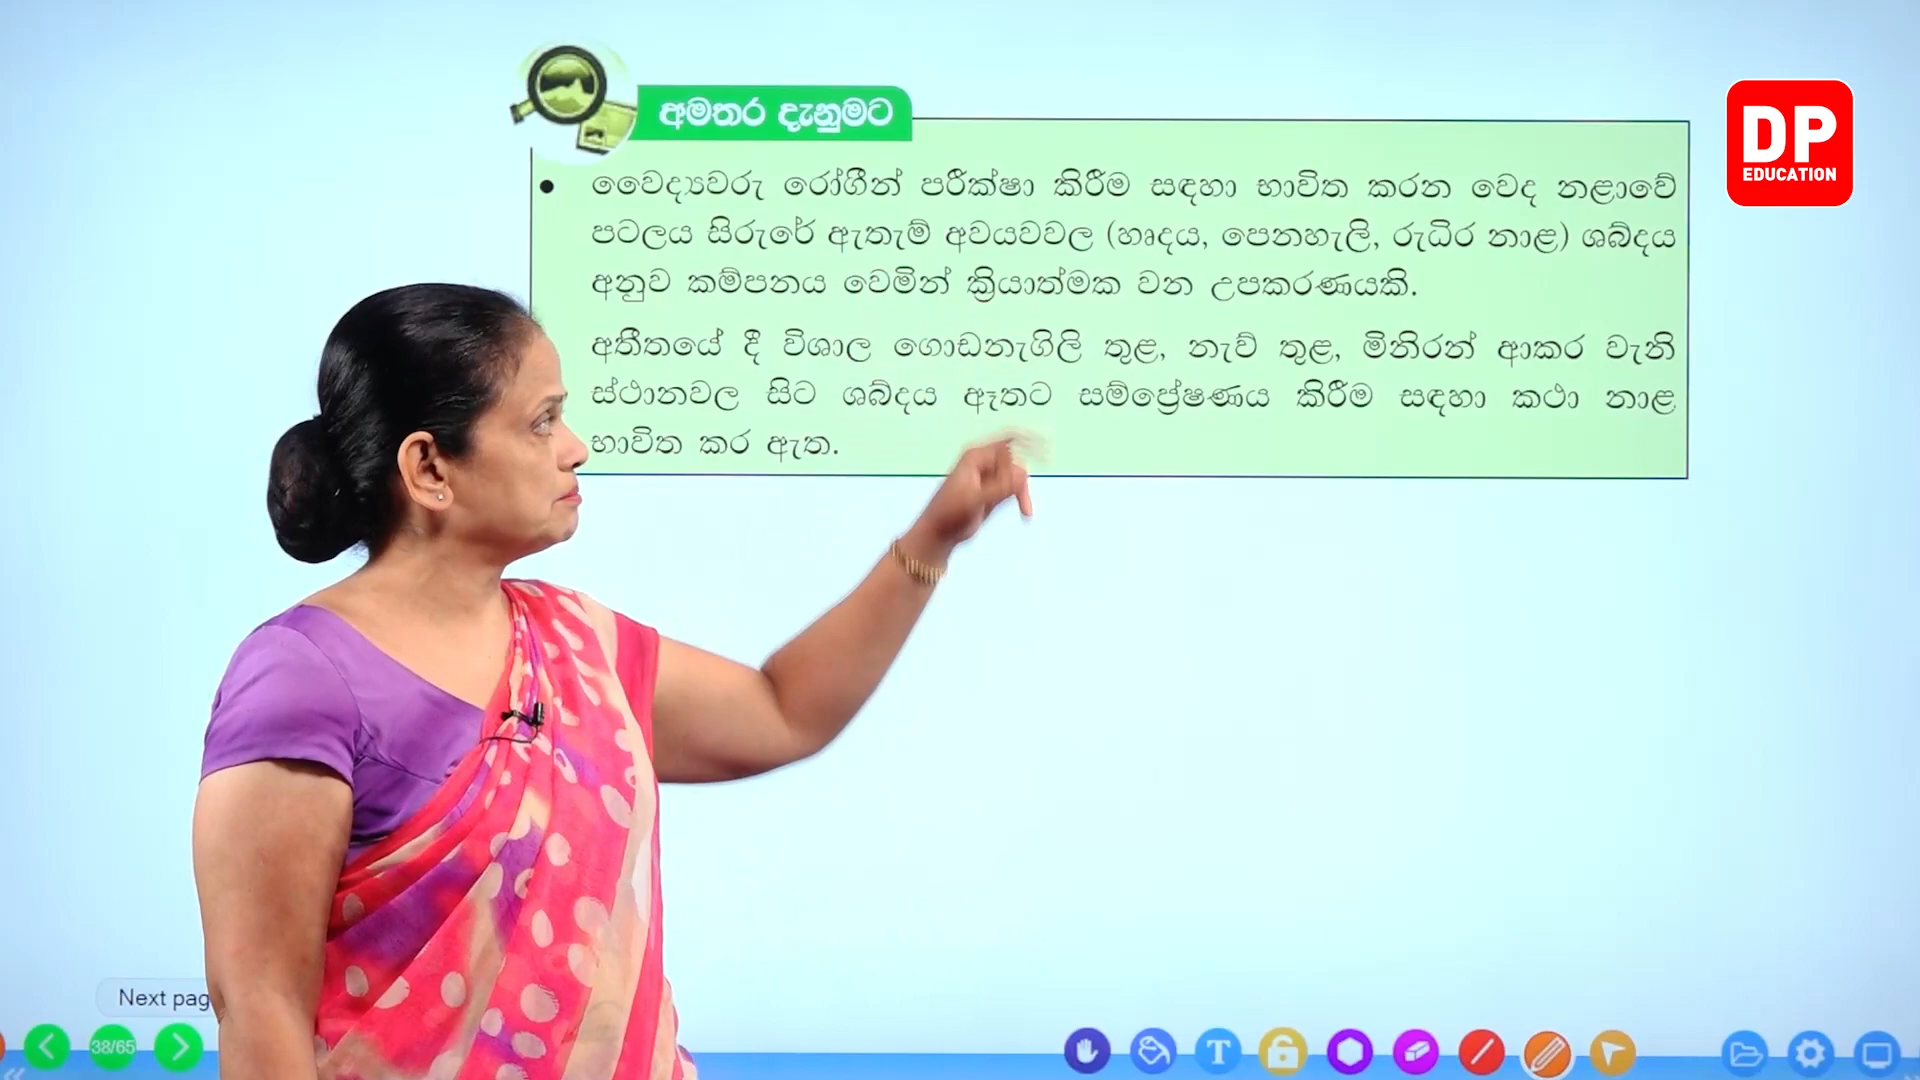 අමතර දැනුමට
DP
EDUCATION
• වෛද්‍යවරු රෝගීන් පරීක්ෂා කිරීම සඳහා භාවිත කරන වෙද නළාවේ
පටලය සිරුරේ ඇතැම් අවයවවල (හෘදය, පෙනහැලි, රුධිර නාළ) ශබ්දය
අනුව කම්පනය වෙමින් ක්‍රියාත්මක වන උපකරණයකි.
අතීතයේ දී විශාල ගොඩනැගිලි තුළ, නැව් තුළ, මිනිරන් ආකර වැනි
ස්ථානවල සිට ශබ්දය ඈතට සම්ප්‍රේෂණය කිරීම සඳහා කථා නාළ
භාවිත කර ඇත.
Next pag
38/65
T